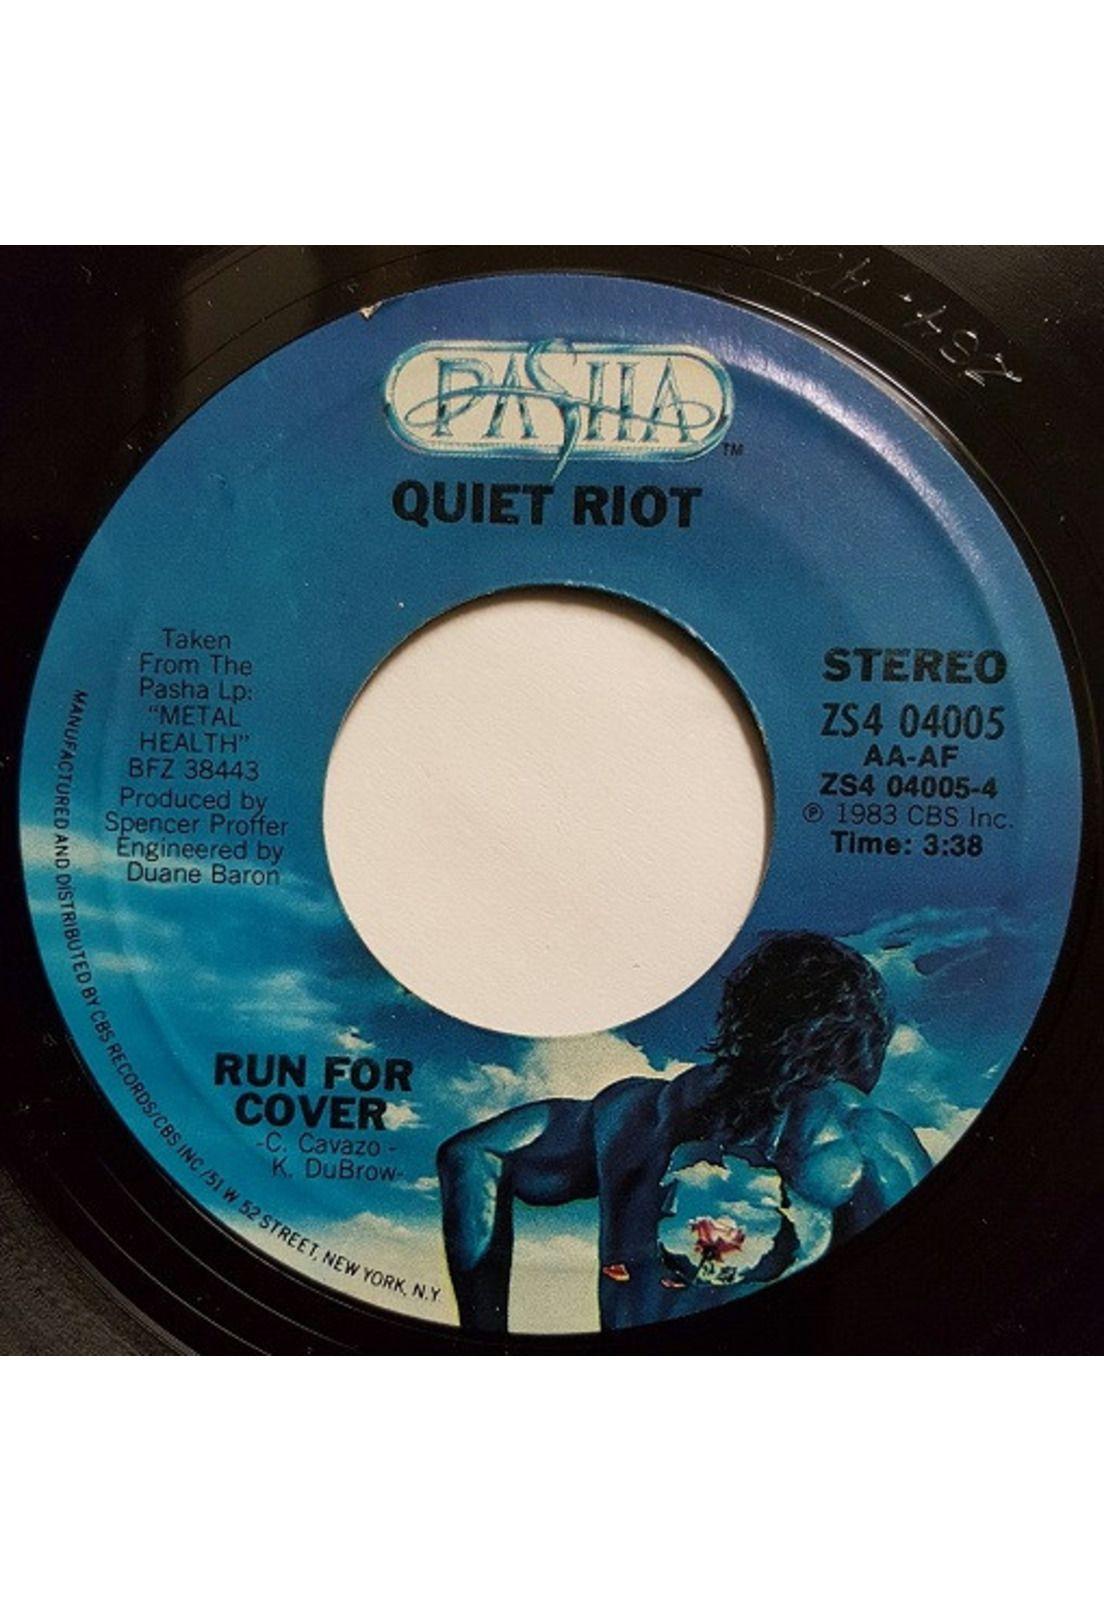 PASHA
TM
QUIET RIOT
Taken
From The
Pasha Lp:
"METAL
HEALTH"
BFZ 38443
Produced by
Spencer Proffer
Engineered by
Duane Baron
STEREO
ZS4 04005
AA-AF
ZS4 04005-4
℗ 1983 CBS Inc.
Time: 3:38
RUN FOR
COVER
-C. Cavazo -
K. DuBrow-
MANUFACTURED AND DISTRIBUTED BY CBS RECORDS/CBS INC./51 W 52 STREET, NEW YORK, N.Y.